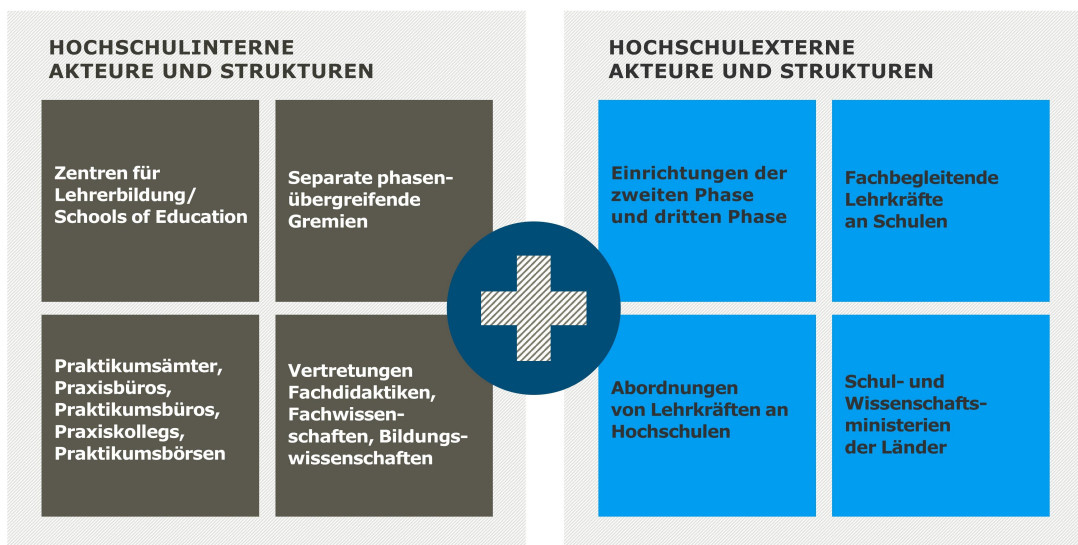 HOCHSCHULINTERNE
AKTEURE UND STRUKTUREN
Zentren für
Lehrerbildung/
Schools of Education
Separate phasen-
übergreifende
Gremien
Praktikumsämter,
Praxisbüros,
Praktikumsbüros,
Praxiskollegs,
Praktikumsbörsen
Vertretungen
Fachdidaktiken,
Fachwissen-
schaften, Bildungs-
wissenschaften
HOCHSCHULEXTERNE
AKTEURE UND STRUKTUREN
Einrichtungen der
zweiten Phase
und dritten Phase
Fachbegleitende
Lehrkräfte
an Schulen
Abordnungen
von Lehrkräften an
Hochschulen
Schul- und
Wissenschafts-
ministerien
der Länder